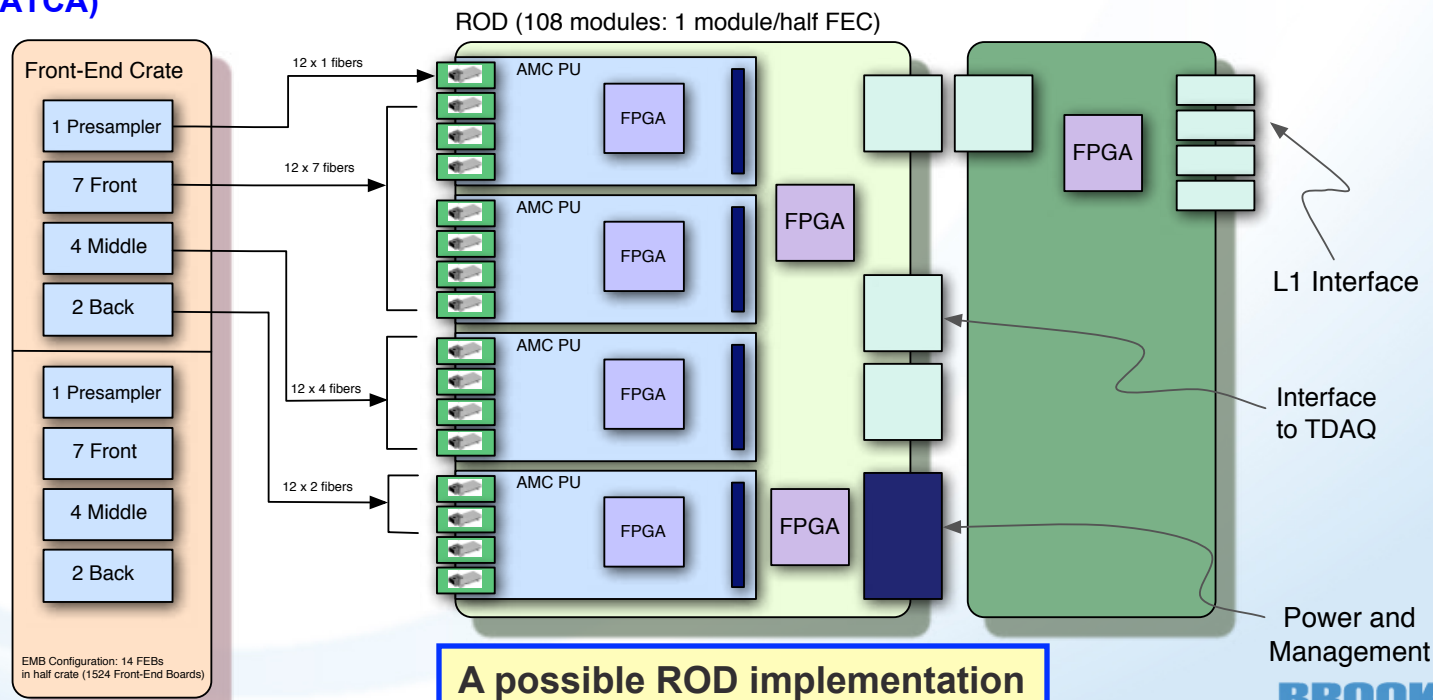 ATCA)
ROD (108 modules: 1 module/half FEC)
Front-End Crate
1 Presampler
7 Front
4 Middle
2 Back
1 Presampler
7 Front
4 Middle
2 Back
EMB Configuration: 14 FEBs
in half crate (1524 Front-End Boards)
12 x 1 fibers
12 x 7 fibers
12 x 4 fibers
12 x 2 fibers
AMC PU
FPGA
AMC PU
FPGA
AMC PU
FPGA
AMC PU
FPGA
FPGA
FPGA
FPGA
L1 Interface
Interface
to TDAQ
Power and
Management
A possible ROD implementation
BROOK